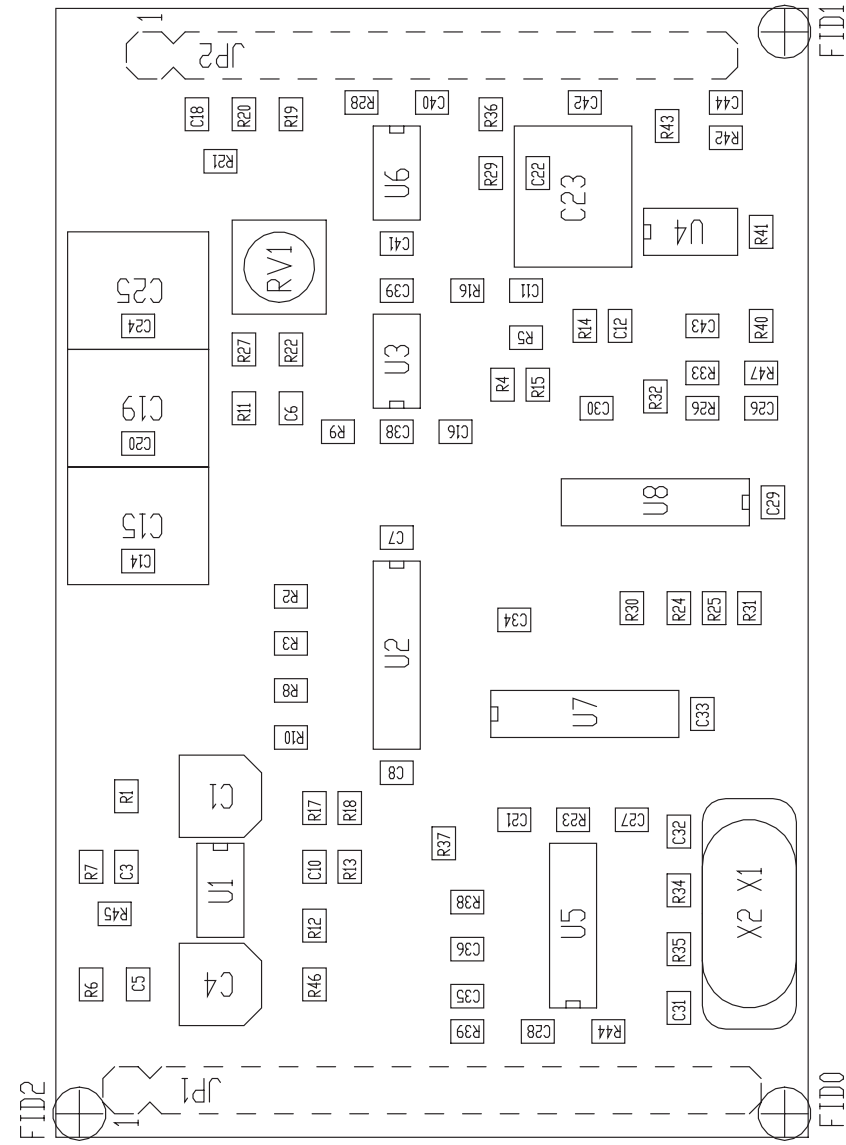 1
FID1
JP2
C18
R20
R19
R28
C40
R36
C42
C44
R43
R42
R21
U6
R29
C22
C23
U4
R41
C41
RV1
C25
C24
C39
R16
C11
R14
C12
C43
R40
U3
R5
R27
R22
R4
R15
R33
R47
R32
C19
R11
C6
C30
R26
C26
C20
R9
C38
C16
U8
C29
C15
C14
C7
R2
R30
R24
R25
R31
C34
R3
U2
R8
U7
C33
R10
C8
C1
R1
R17
R18
C21
R23
C27
C32
R37
R7
C3
U1
C10
R13
R34
X2 X1
R45
R38
R12
U5
C36
R35
R6
C5
C4
R46
C35
C31
R39
C28
R44
FID2
JP1
1
FID0